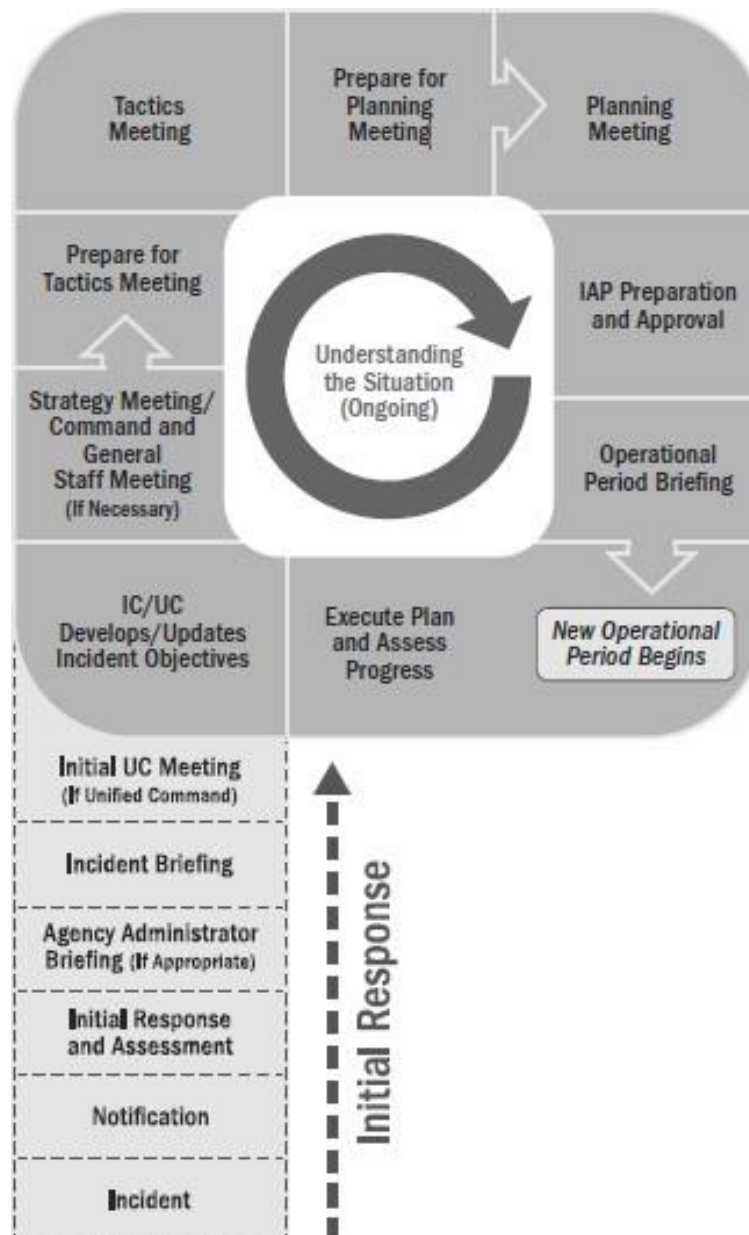 Tactics
Meeting
Prepare for
Planning
Meeting
Planning
Meeting
Prepare for
Tactics Meeting
IAP Preparation
and Approval
Understanding
the Situation
(Ongoing)
Strategy Meeting/
Command and
General
Staff Meeting
(If Necessary)
Operational
Period Briefing
IC/UC
Develops/Updates
Incident Objectives
Execute Plan
and Assess
Progress
New Operational
Period Begins
Initial UC Meeting
(If Unified Command)
Incident Briefing
Agency Administrator
Briefing (If Appropriate)
Initial Response
and Assessment
Notification
Incident
Initial Response